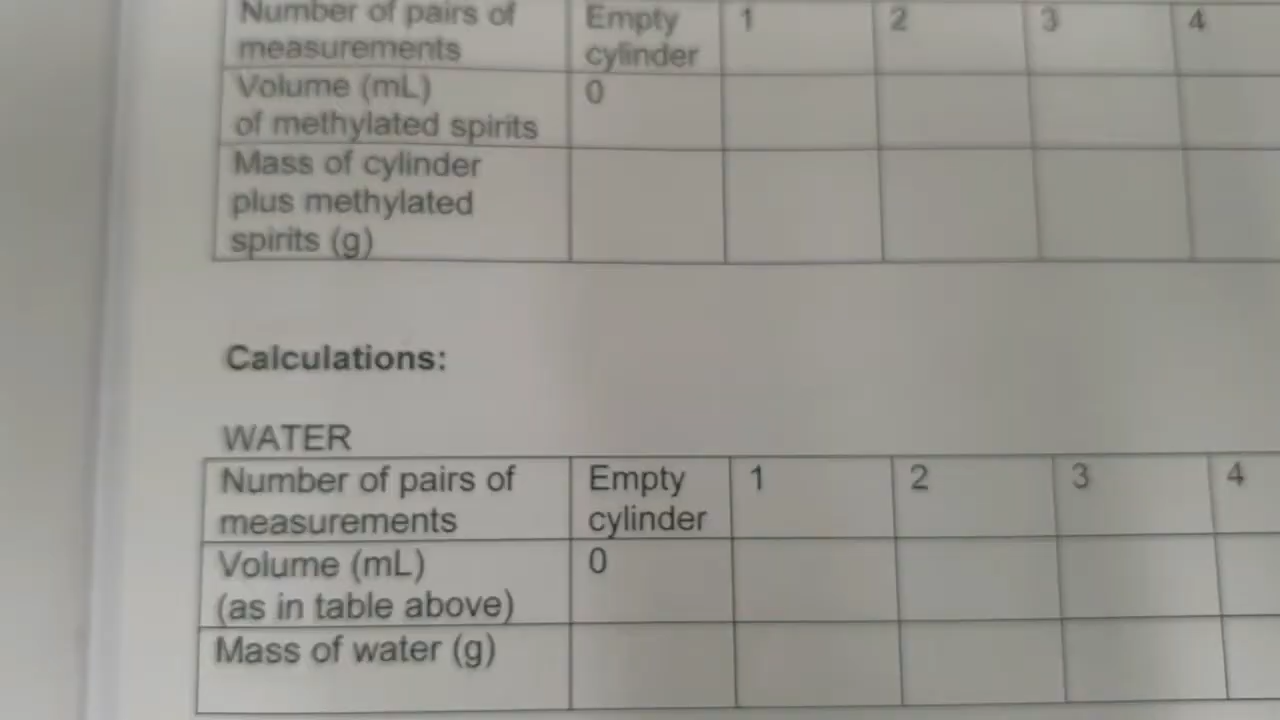 Number of pairs of measurements Empty cylinder 1 2 3 4
Volume (mL) of methylated spirits 0
Mass of cylinder plus methylated spirits (g)
Calculations:
WATER
Number of pairs of measurements Empty cylinder 1 2 3 4
Volume (mL) (as in table above) 0
Mass of water (g)